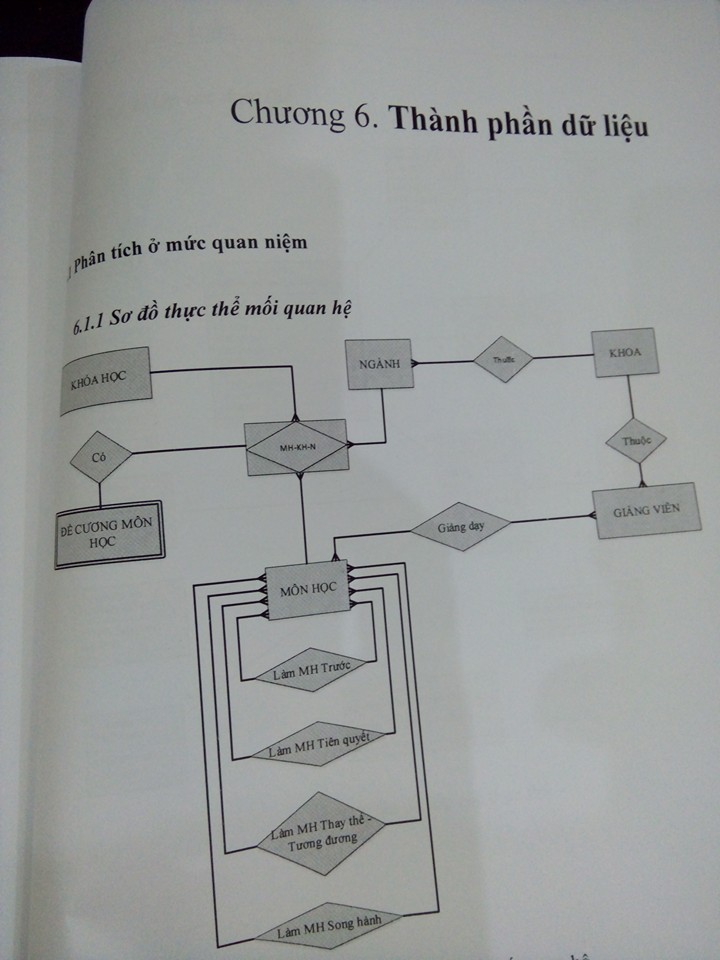 Chương 6. Thành phần dữ liệu
Phân tích ở mức quan niệm
6.1.1 Sơ đồ thực thể mối quan hệ
KHÓA HỌC
NGÀNH
Thuộc
KHOA
Có
MH-KH-N
Thuộc
ĐỀ CƯƠNG MÔN
HỌC
Giảng dạy
GIẢNG VIÊN
MÔN HỌC
Làm MH Trước
Làm MH Tiên quyết
Làm MH Thay thế -
Tương đương
Làm MH Song hành